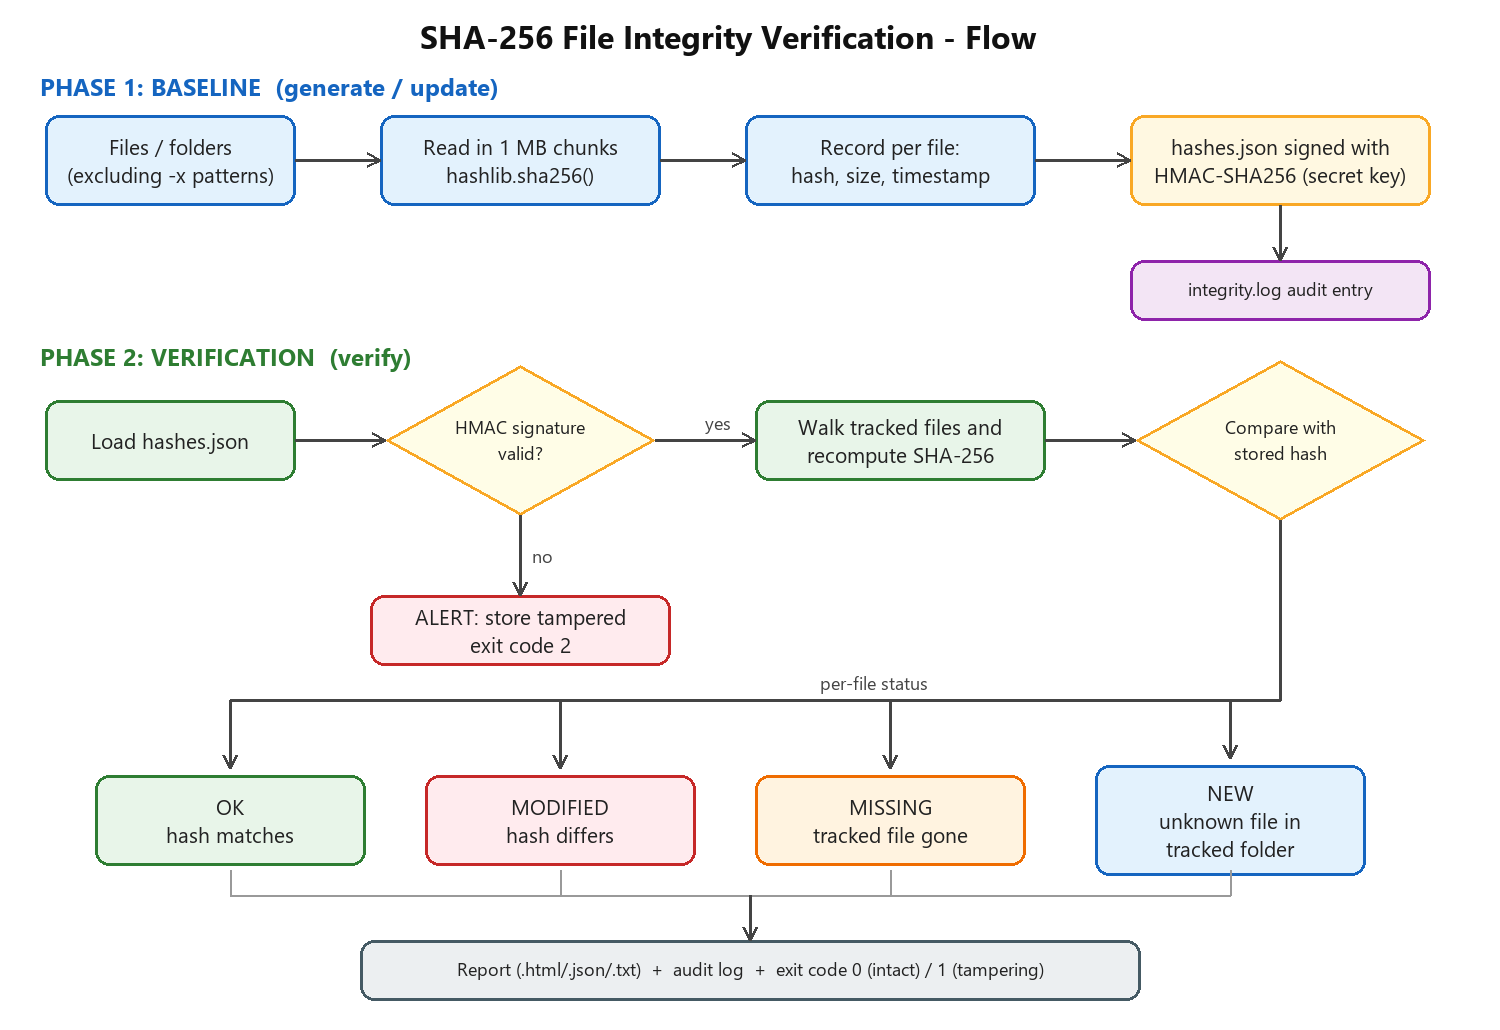 SHA-256 File Integrity Verification - Flow
PHASE 1: BASELINE (generate / update)
Files / folders
(excluding -x patterns)
Read in 1 MB chunks
hashlib.sha256()
Record per file:
hash, size, timestamp
hashes.json signed with
HMAC-SHA256 (secret key)
integrity.log audit entry
PHASE 2: VERIFICATION (verify)
Load hashes.json
HMAC signature
valid?
yes
Walk tracked files and
recompute SHA-256
Compare with
stored hash
no
ALERT: store tampered
exit code 2
per-file status
OK
hash matches
MODIFIED
hash differs
MISSING
tracked file gone
NEW
unknown file in
tracked folder
Report (.html/.json/.txt) + audit log + exit code 0 (intact) / 1 (tampering)